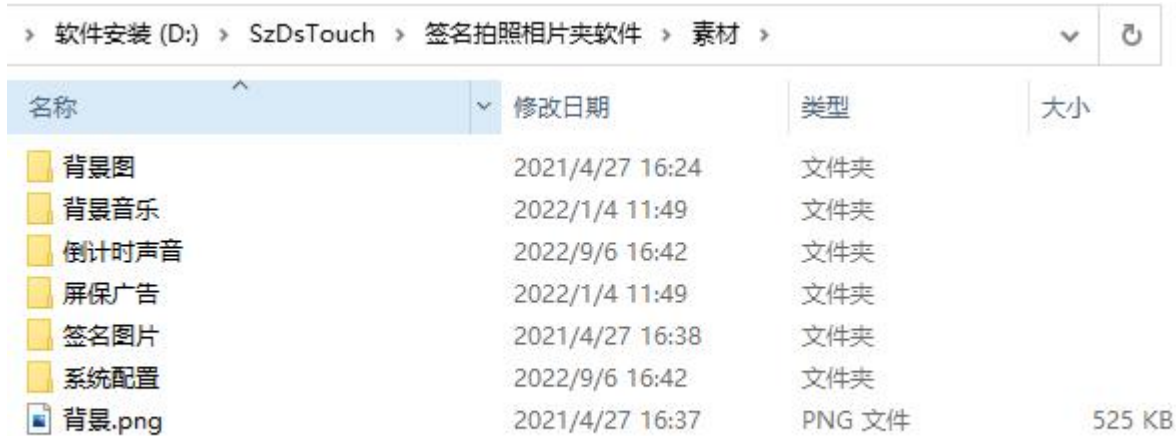 › 软件安装 (D:) › SzDsTouch › 签名拍照相片夹软件 › 素材 ›
名称 修改日期 类型 大小
背景图 2021/4/27 16:24 文件夹
背景音乐 2022/1/4 11:49 文件夹
倒计时声音 2022/9/6 16:42 文件夹
屏保广告 2022/1/4 11:49 文件夹
签名图片 2021/4/27 16:38 文件夹
系统配置 2022/9/6 16:42 文件夹
背景.png 2021/4/27 16:37 PNG 文件 525 KB